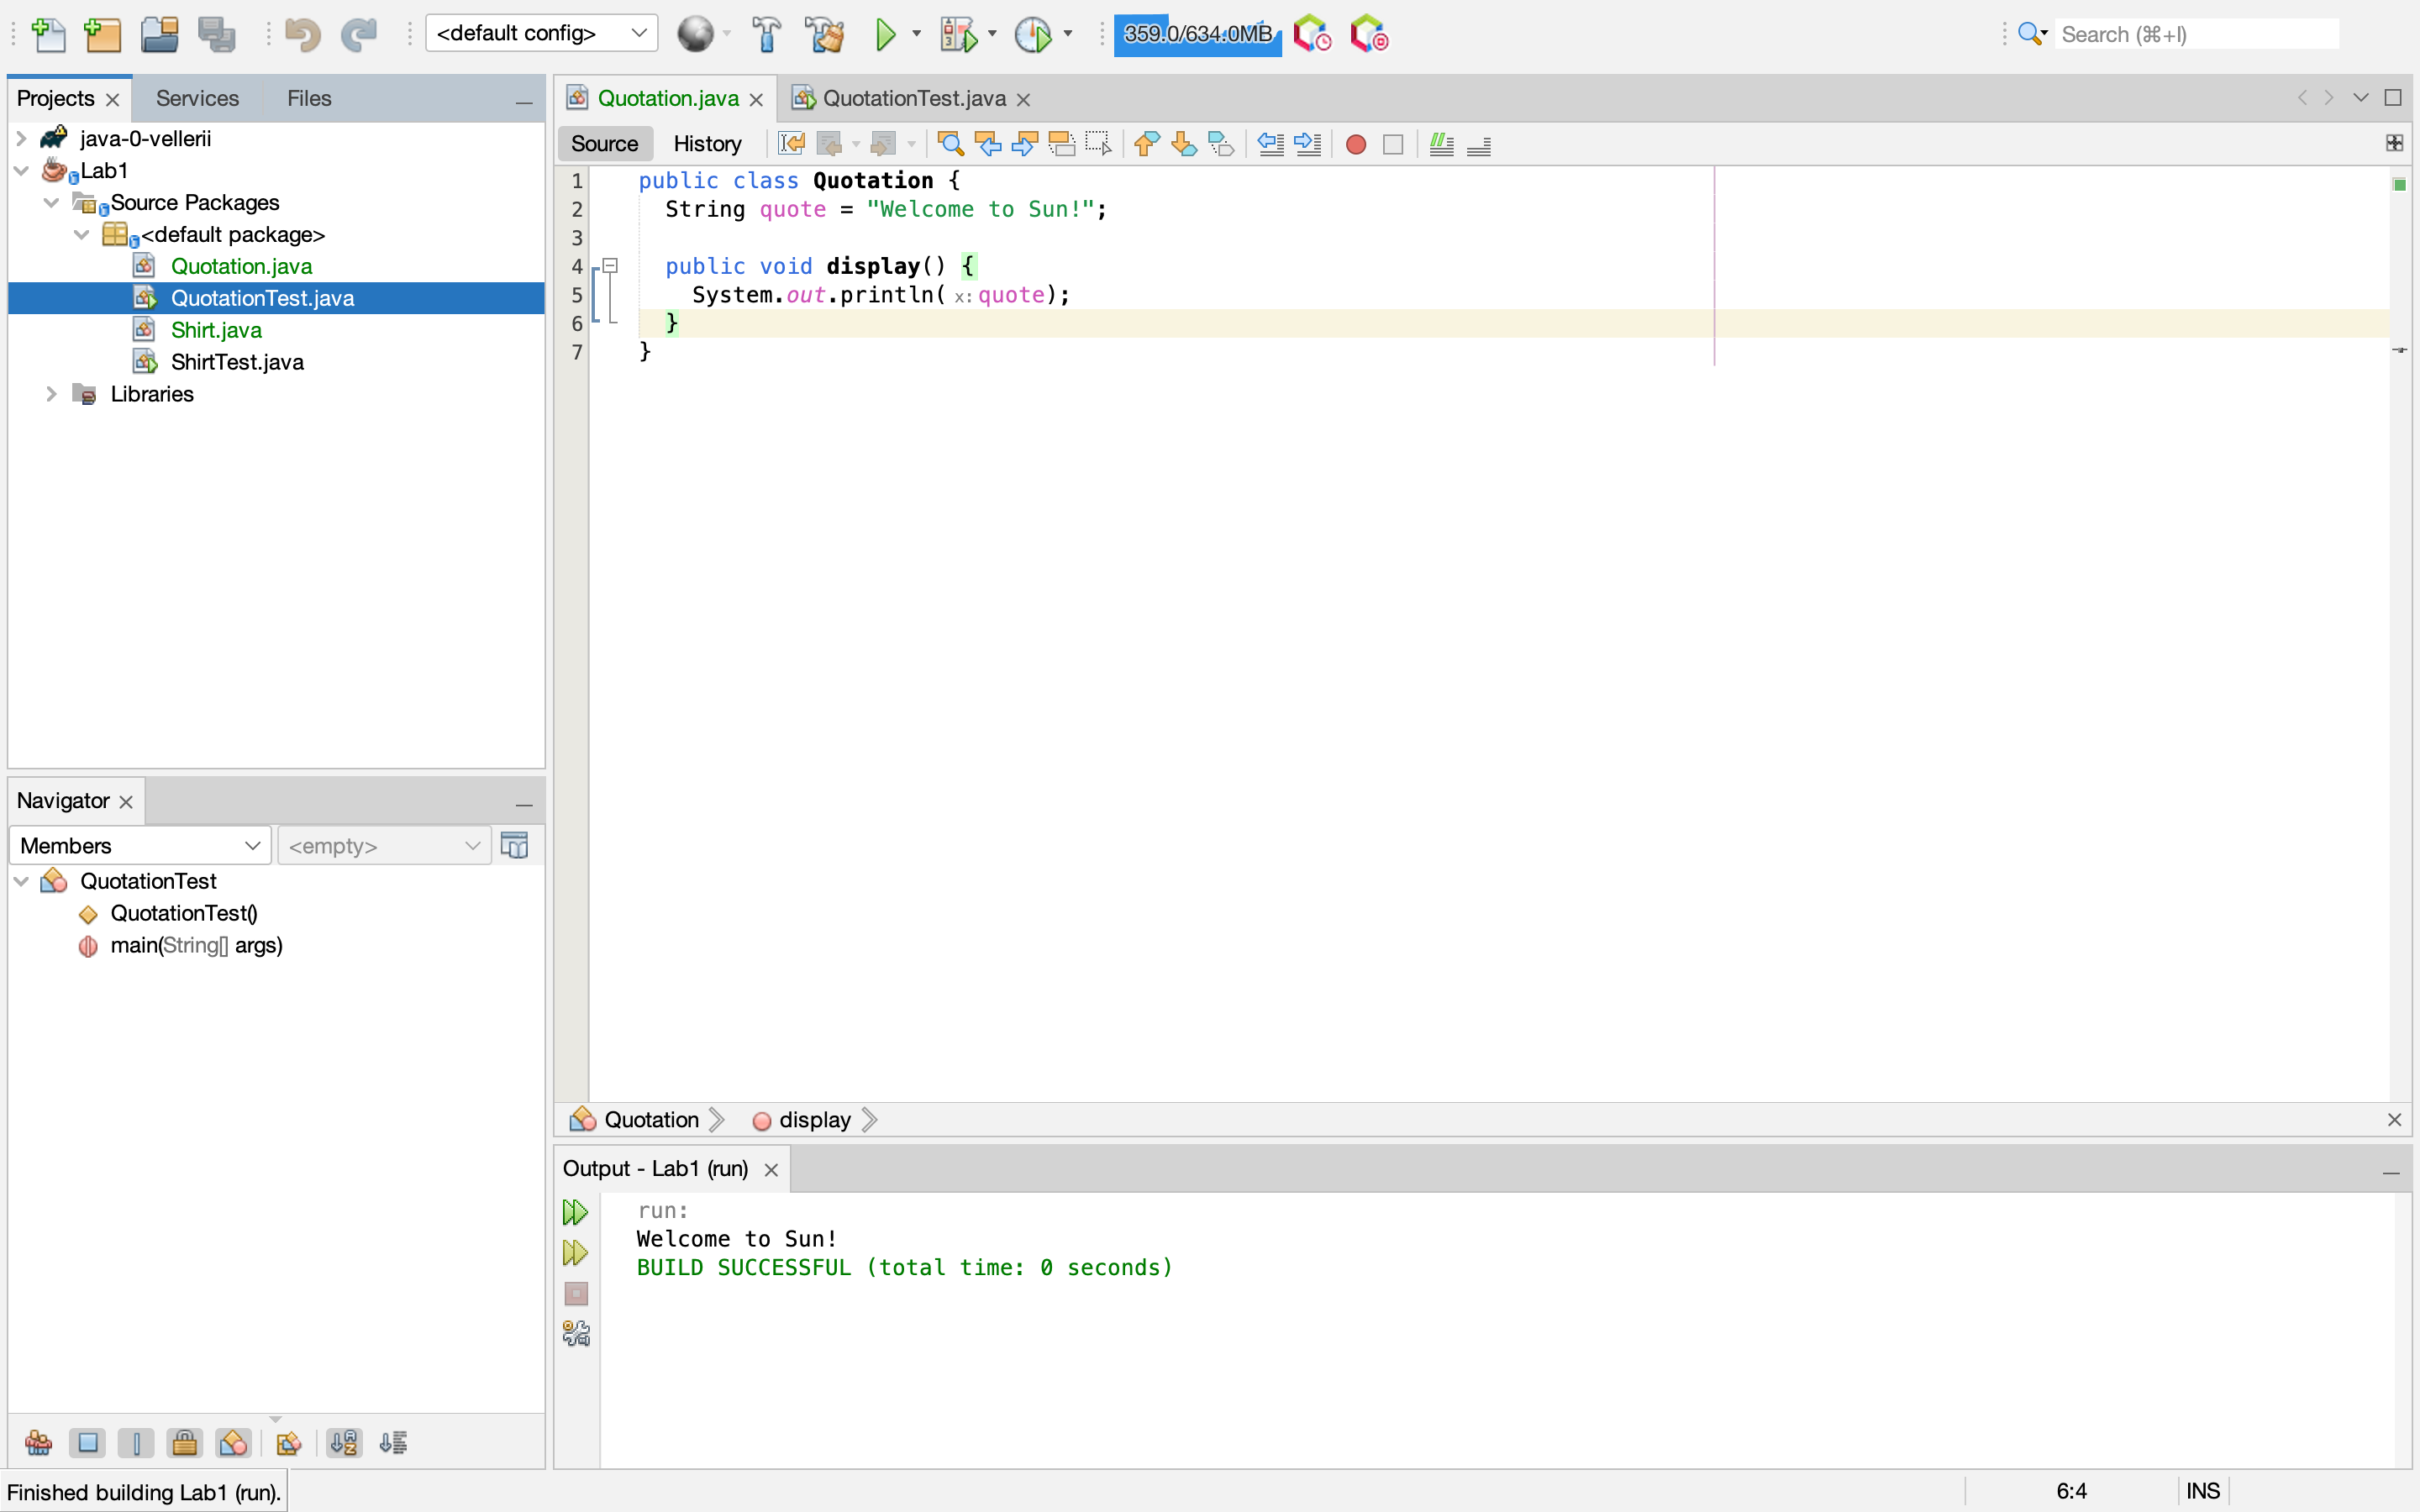 <default config>
359.0/634.0MB
Search (⌘+I)
Projects
Services
Files
Quotation.java
QuotationTest.java
java-0-vellerii
Lab1
Source Packages
<default package>
Quotation.java
QuotationTest.java
Shirt.java
ShirtTest.java
Libraries
Source
History
1 public class Quotation {
2 String quote = "Welcome to Sun!";
3
4 public void display() {
5 System.out.println( x: quote);
6 }
7 }
Navigator
Members
<empty>
QuotationTest
QuotationTest()
main(String[] args)
Quotation
display
Output - Lab1 (run)
run:
Welcome to Sun!
BUILD SUCCESSFUL (total time: 0 seconds)
Finished building Lab1 (run).
6:4
INS